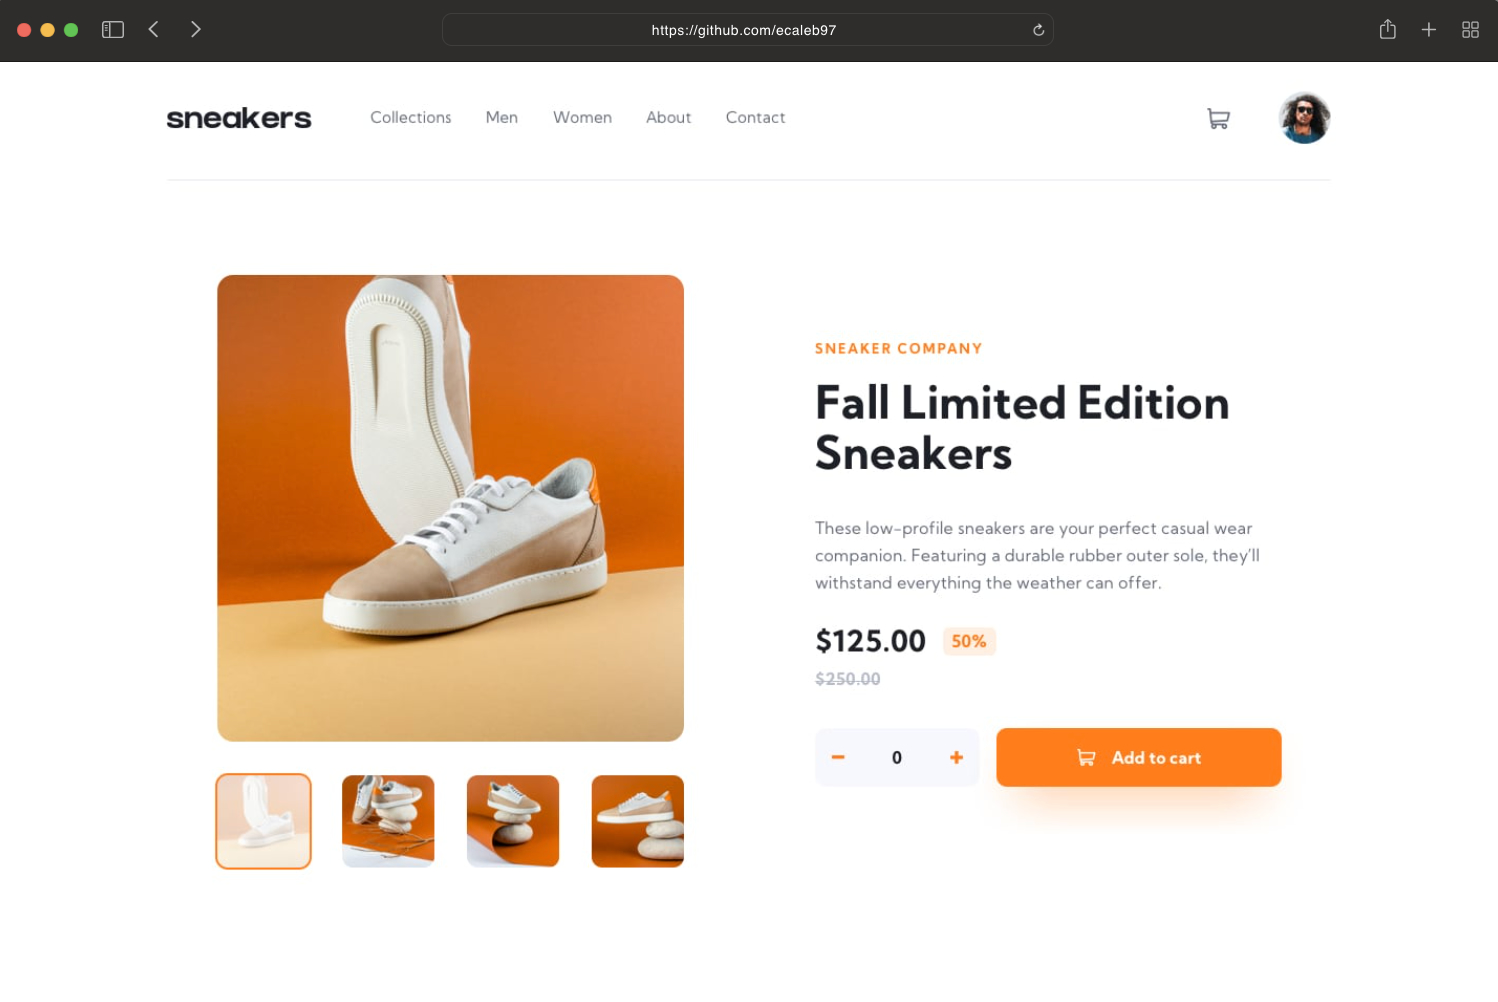 https://github.com/ecaleb97
sneakers
Collections
Men
Women
About
Contact
SNEAKER COMPANY
Fall Limited Edition
Sneakers
These low-profile sneakers are your perfect casual wear
companion. Featuring a durable rubber outer sole, they'll
withstand everything the weather can offer.
$125.00 50%
$250.00
0
Add to cart